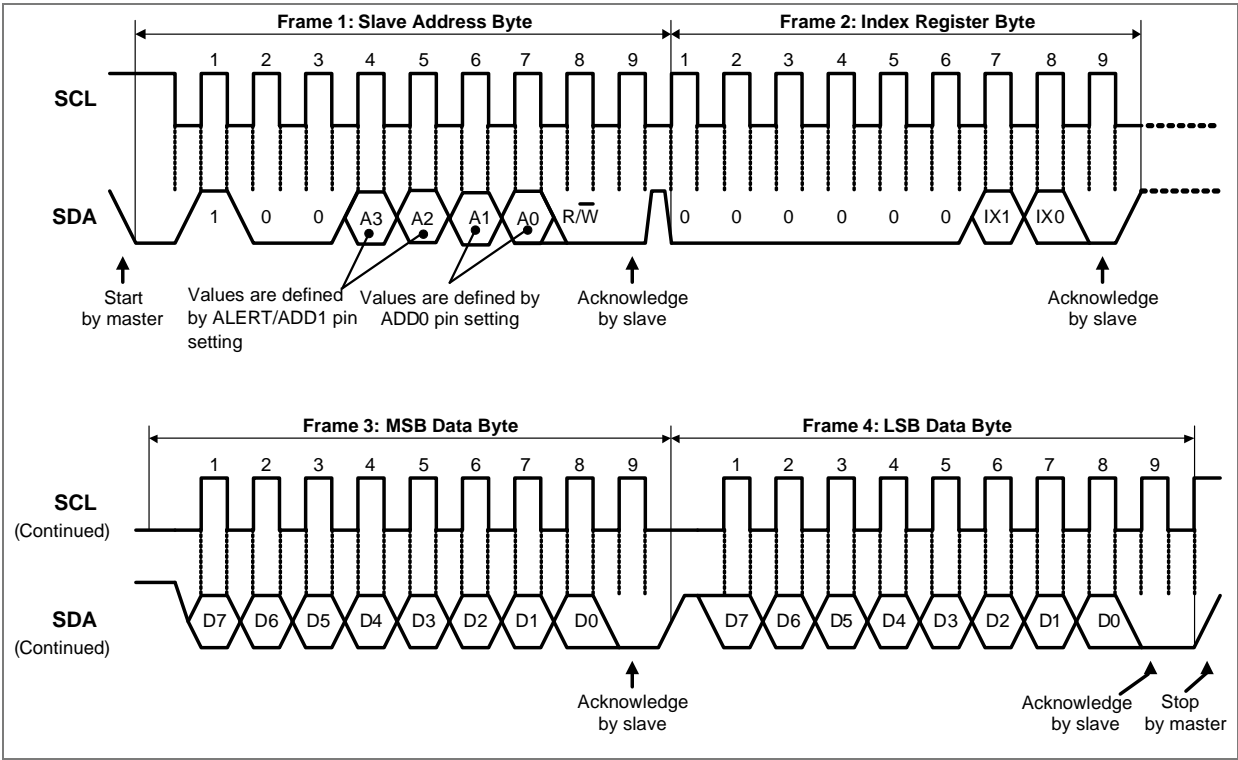 Frame 1: Slave Address Byte Frame 2: Index Register Byte
1 2 3 4 5 6 7 8 9 1 2 3 4 5 6 7 8 9
SCL
SDA 1 0 0 A3 A2 A1 A0 R/W̅ 0 0 0 0 0 0 IX1 IX0
Start
by master
Values are defined
by ALERT/ADD1 pin
setting
Values are defined by
ADD0 pin setting
Acknowledge
by slave
Acknowledge
by slave
Frame 3: MSB Data Byte Frame 4: LSB Data Byte
1 2 3 4 5 6 7 8 9 1 2 3 4 5 6 7 8 9
SCL
(Continued)
SDA D7 D6 D5 D4 D3 D2 D1 D0 D7 D6 D5 D4 D3 D2 D1 D0
(Continued)
Acknowledge
by slave
Acknowledge
by slave
Stop
by master